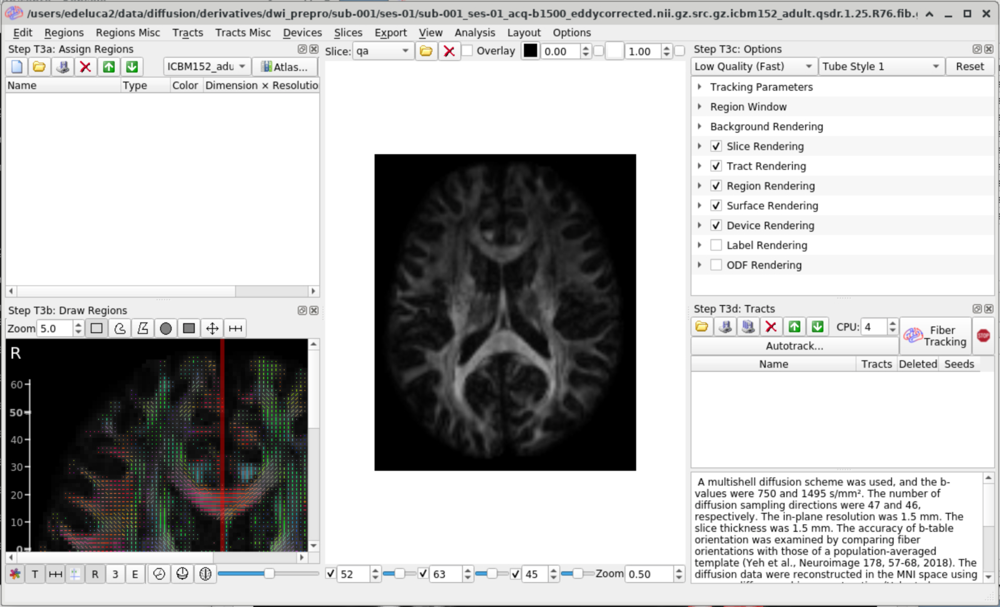 /users/edeluca2/data/diffusion/derivatives/dwi_prepro/sub-001/ses-01/sub-001_ses-01_acq-b1500_eddycorrected.nii.gz.src.gz.icbm152_adult.qsdr.1.25.R76.fib.
Edit Regions Regions Misc Tracts Tracts Misc Devices Slices Export View Analysis Layout Options
Step T3a: Assign Regions
ICBM152_adu Atlas...
Name Type Color Dimension × Resolutio
Step T3b: Draw Regions
Zoom 5.0
R
60
50
40
30
20
10
0
T R 3 E
Slice: qa Overlay 0.00 1.00
52 63 45 Zoom 0.50
Step T3c: Options
Low Quality (Fast) Tube Style 1 Reset
Tracking Parameters
Region Window
Background Rendering
Slice Rendering
Tract Rendering
Region Rendering
Surface Rendering
Device Rendering
Label Rendering
ODF Rendering
Step T3d: Tracts
CPU: 4
Fiber
Tracking
STOP
Autotrack...
Name Tracts Deleted Seeds
A multishell diffusion scheme was used, and the b-
values were 750 and 1495 s/mm². The number of
diffusion sampling directions were 47 and 46,
respectively. The in-plane resolution was 1.5 mm. The
slice thickness was 1.5 mm. The accuracy of b-table
orientation was examined by comparing fiber
orientations with those of a population-averaged
template (Yeh et al., Neuroimage 178, 57-68, 2018). The
diffusion data were reconstructed in the MNI space using